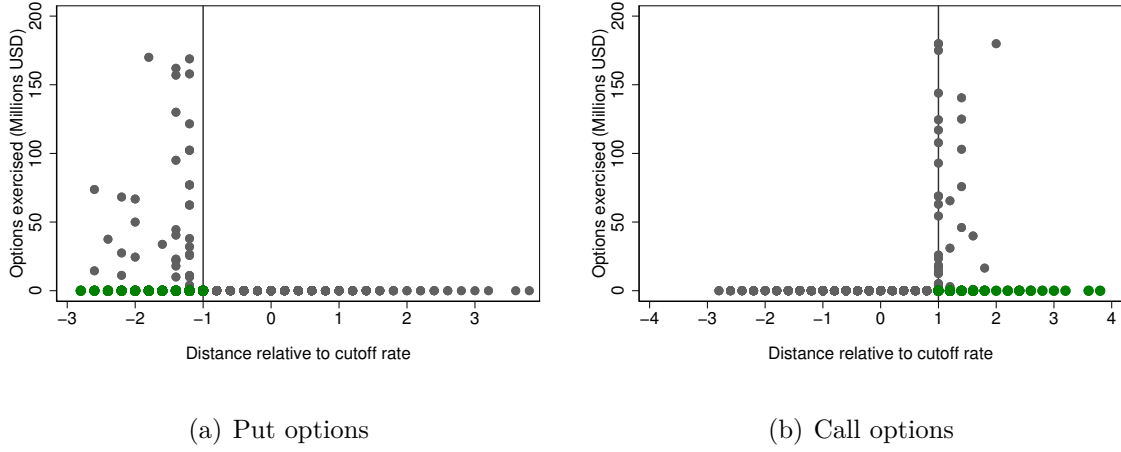 Options exercised (Millions USD)
0 50 100 150 200
−3 −2 −1 0 1 2 3
Distance relative to cutoff rate
(a) Put options
Options exercised (Millions USD)
0 50 100 150 200
−4 −3 −2 −1 0 1 2 3 4
Distance relative to cutoff rate
(b) Call options